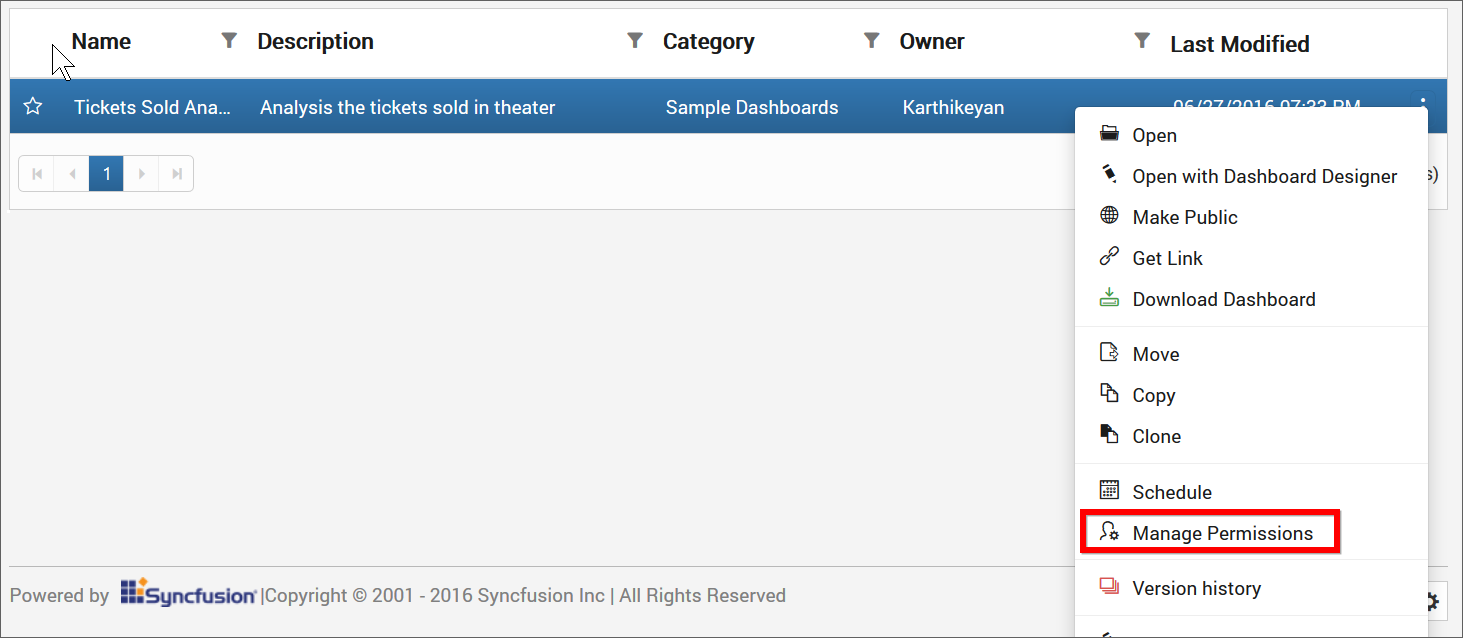 Name Description Category Owner Last Modified
Tickets Sold Ana... Analysis the tickets sold in theater Sample Dashboards Karthikeyan 06/27/2016 07:33 PM
1
s)
Open
Open with Dashboard Designer
Make Public
Get Link
Download Dashboard
Move
Copy
Clone
Schedule
Manage Permissions
Version history
Powered by Syncfusion |Copyright © 2001 - 2016 Syncfusion Inc | All Rights Reserved